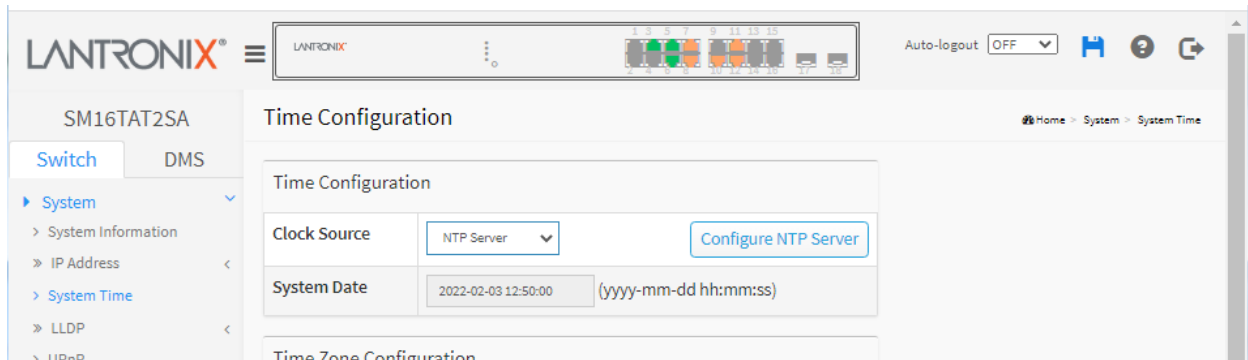 LANTRONIX®
LANTRONIX
1 3 5 7 9 11 13 15
2 4 6 8 10 12 14 16 17 18
Auto-logout OFF
SM16TAT2SA
Switch DMS
System
System Information
IP Address
System Time
LLDP
UPnP
Time Configuration
Home > System > System Time
Time Configuration
Clock Source NTP Server Configure NTP Server
System Date 2022-02-03 12:50:00 (yyyy-mm-dd hh:mm:ss)
Time Zone Configuration